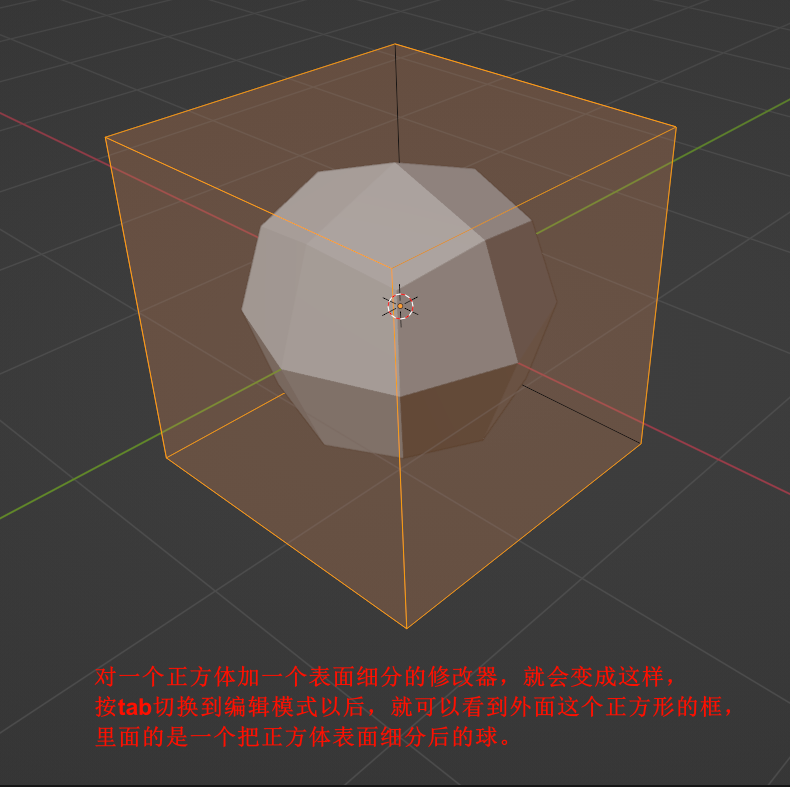 对一个正方体加一个表面细分的修改器，就会变成这样，
按tab切换到编辑模式以后，就可以看到外面这个正方形的框，
里面的是一个把正方体表面细分后的球。